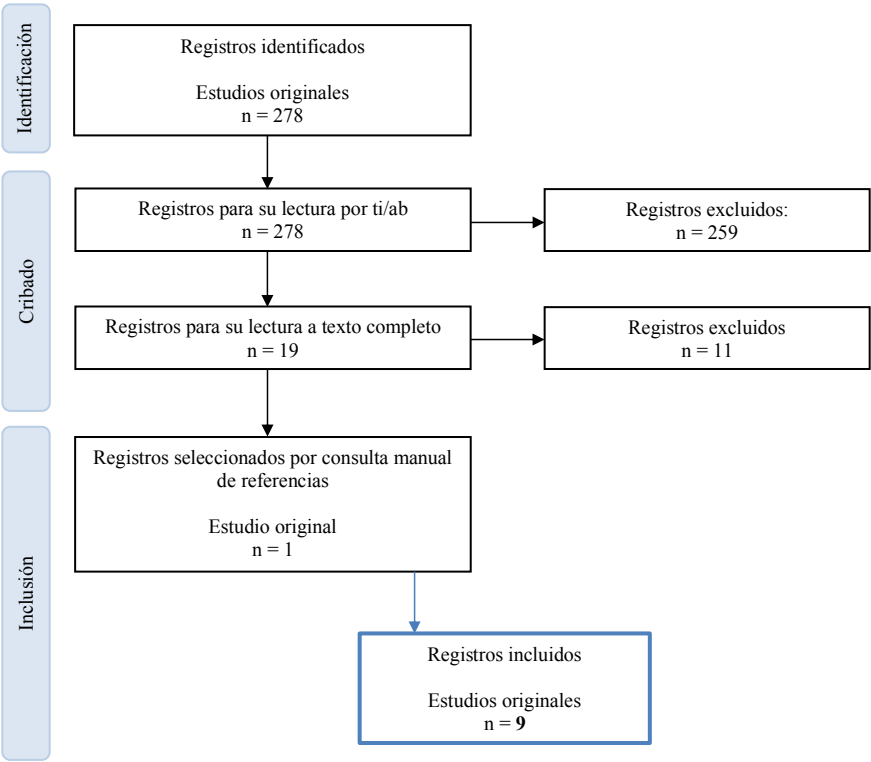 Identificación
Registros identificados
Estudios originales
n = 278
Cribado
Registros para su lectura por ti/ab
n = 278
Registros excluidos:
n = 259
Registros para su lectura a texto completo
n = 19
Registros excluidos
n = 11
Inclusión
Registros seleccionados por consulta manual
de referencias
Estudio original
n = 1
Registros incluidos
Estudios originales
n = 9